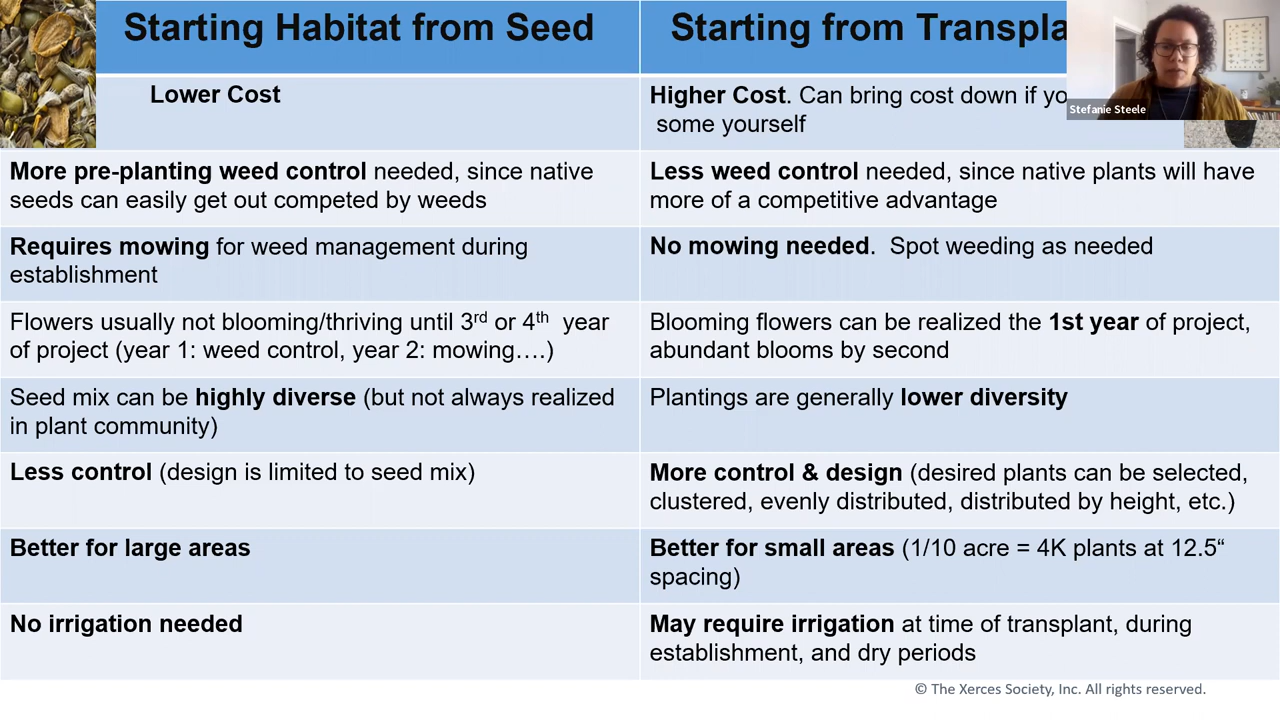 Starting Habitat from Seed
Starting from
Stefanie Steele
Lower Cost
Higher Cost. Can bring cost down if
some yourself
More pre-planting weed control needed, since native
seeds can easily get out competed by weeds
Less weed control needed, since native plants will have
more of a competitive advantage
Requires mowing for weed management during
establishment
No mowing needed.  Spot weeding as needed
Flowers usually not blooming/thriving until 3rd or 4th year
of project (year 1: weed control, year 2: mowing….)
Blooming flowers can be realized the 1st year of project,
abundant blooms by second
Seed mix can be highly diverse (but not always realized
in plant community)
Plantings are generally lower diversity
Less control (design is limited to seed mix)
More control & design (desired plants can be selected,
clustered, evenly distributed, distributed by height, etc.)
Better for large areas
Better for small areas (1/10 acre = 4K plants at 12.5“
spacing)
No irrigation needed
May require irrigation at time of transplant, during
establishment, and dry periods
© The Xerces Society, Inc. All rights reserved.